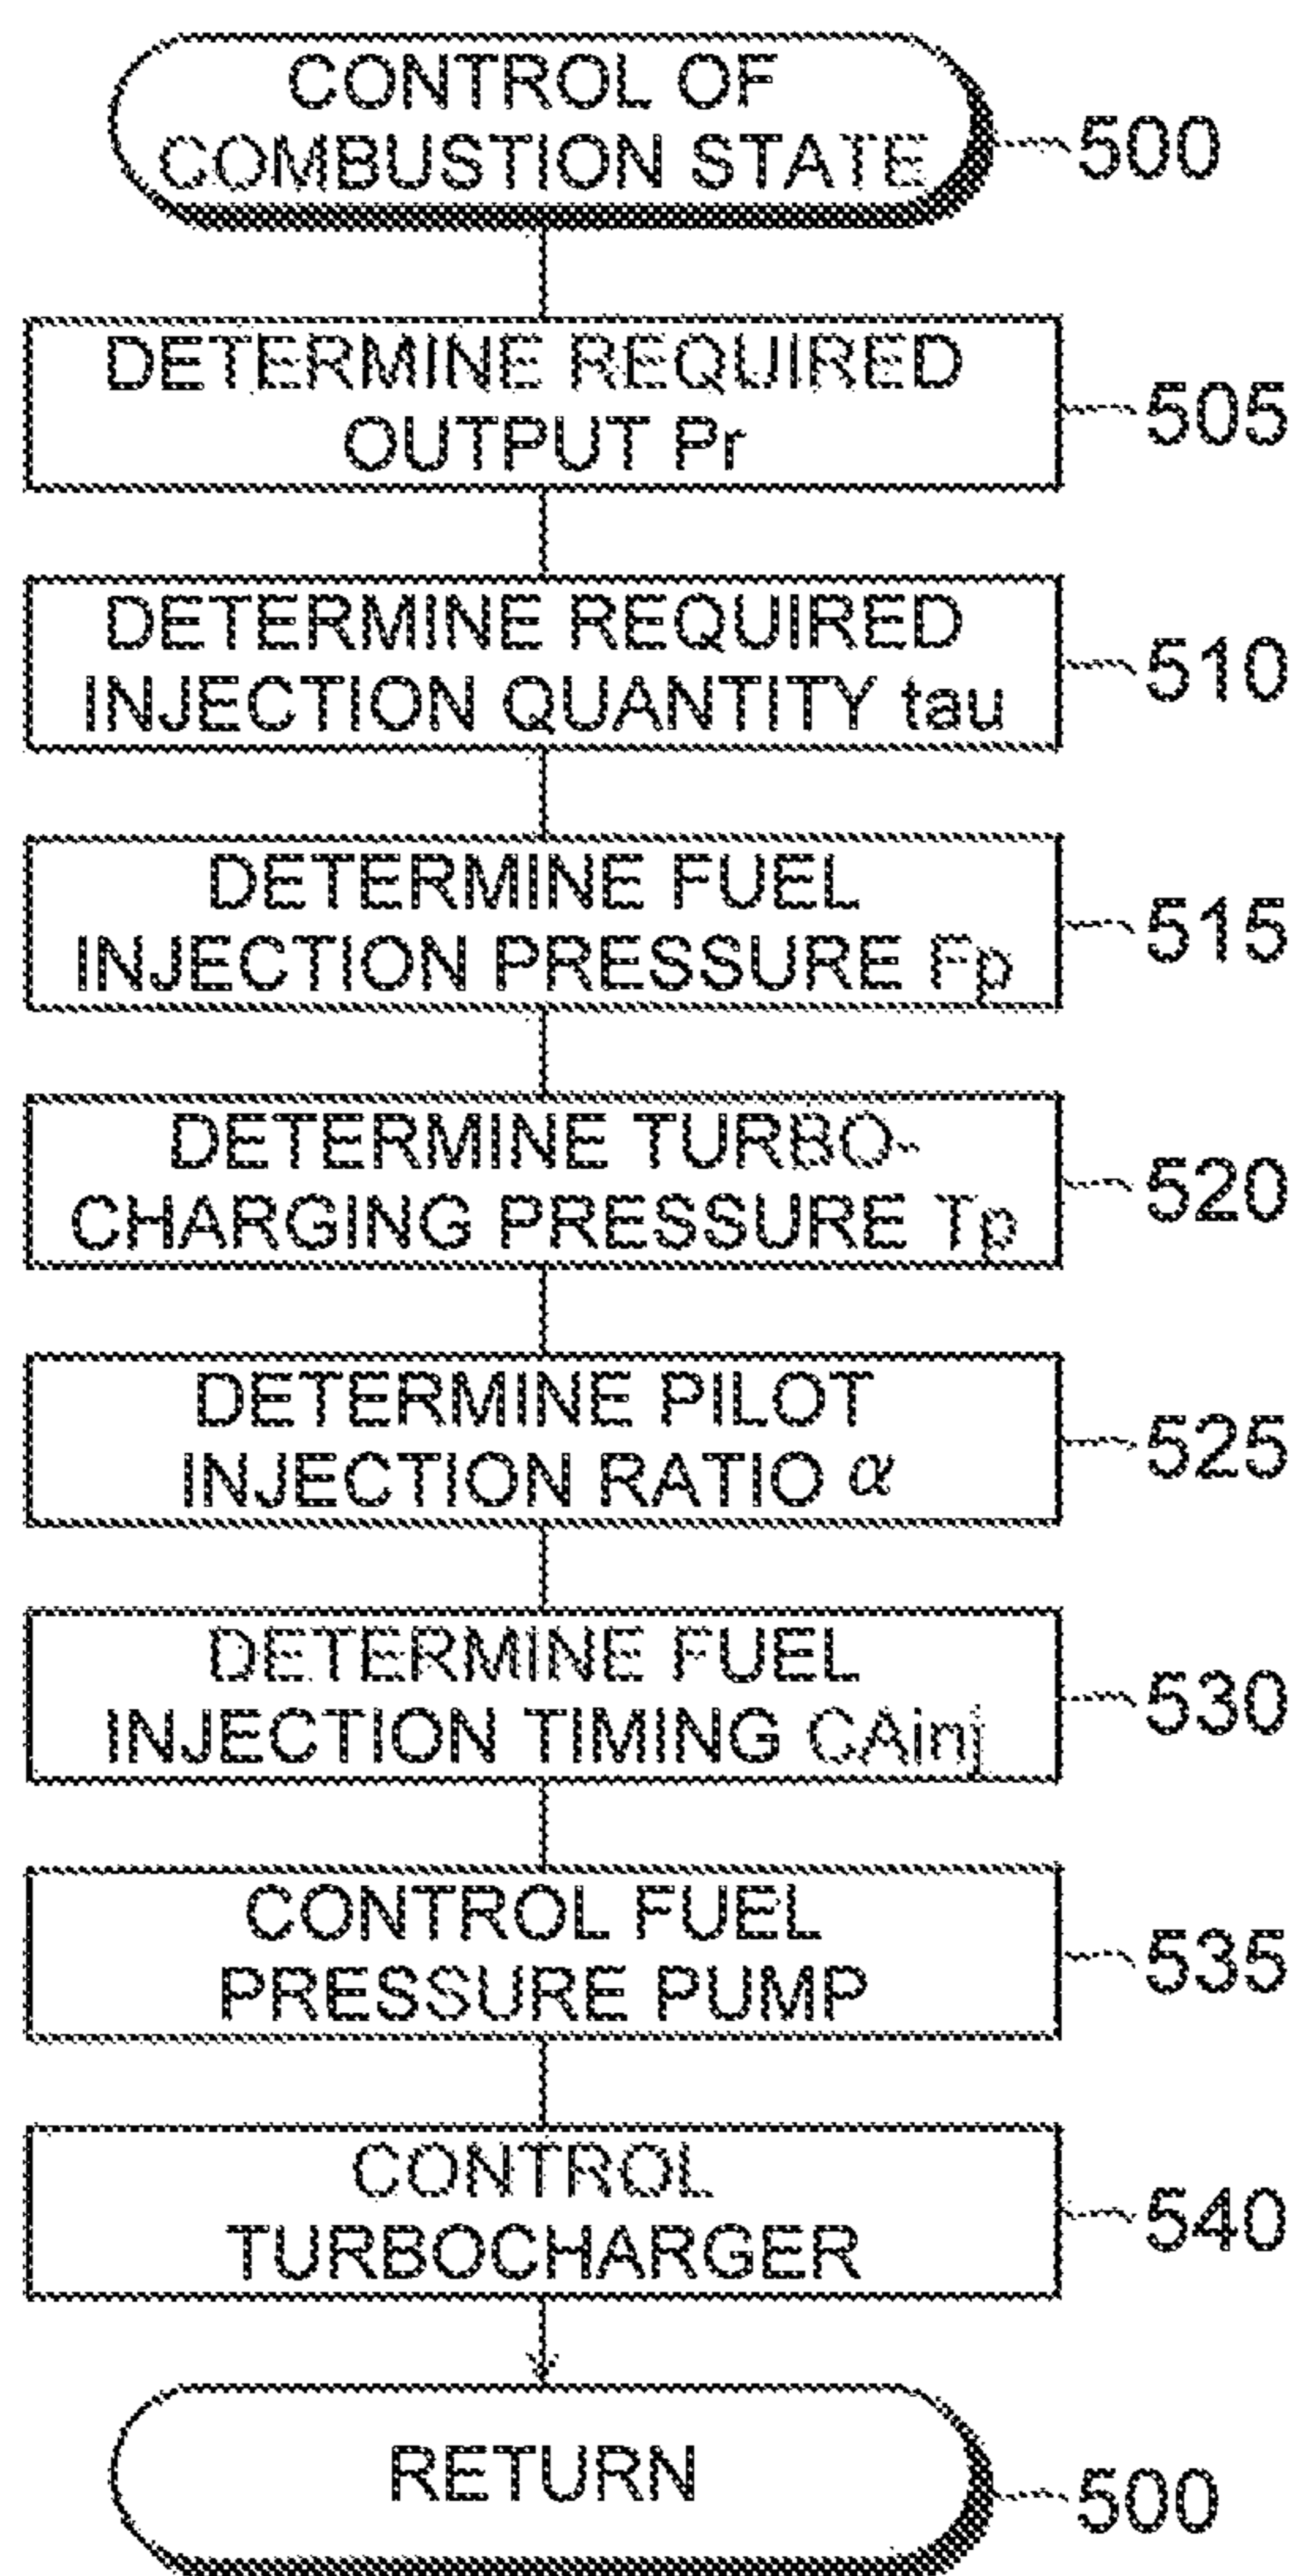 CONTROL OF
COMBUSTION STATE
500
DETERMINE REQUIRED
OUTPUT Pr
505
DETERMINE REQUIRED
INJECTION QUANTITY tau
510
DETERMINE FUEL
INJECTION PRESSURE Fp
515
DETERMINE TURBO-
CHARGING PRESSURE Tp
520
DETERMINE PILOT
INJECTION RATIO α
525
DETERMINE FUEL
INJECTION TIMING CAinj
530
CONTROL FUEL
PRESSURE PUMP
535
CONTROL
TURBOCHARGER
540
RETURN
500